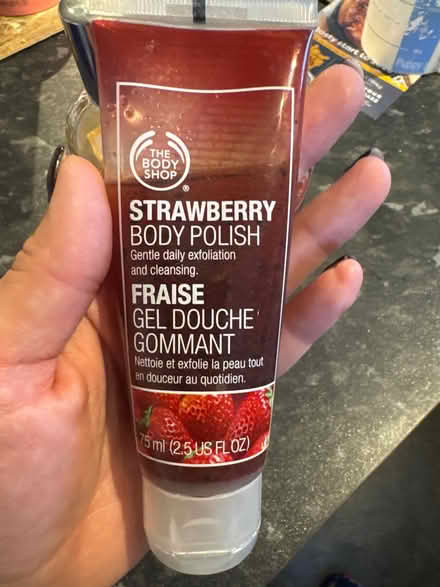 THE
BODY
SHOP
®
STRAWBERRY
BODY POLISH
Gentle daily exfoliation
and cleansing.
FRAISE
GEL DOUCHE
GOMMANT
Nettoie et exfolie la peau tout
en douceur au quotidien.
75 ml (2.5 US FL OZ)